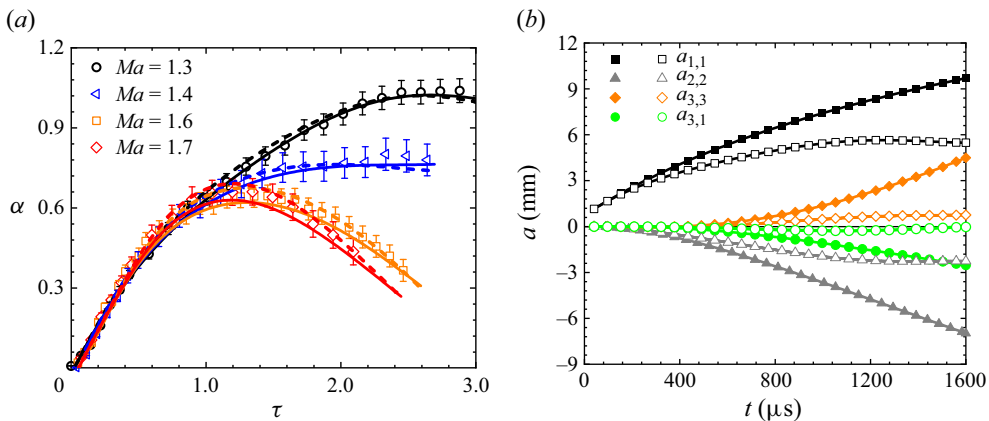 (a)
1.2
0.9
0.6
0.3
α
0
1.0
2.0
3.0
τ
Ma = 1.3
Ma = 1.4
Ma = 1.6
Ma = 1.7
(b)
12
9
6
3
0
−3
−6
−9
a (mm)
0
400
800
1200
1600
t (μs)
a1,1
a2,2
a3,3
a3,1